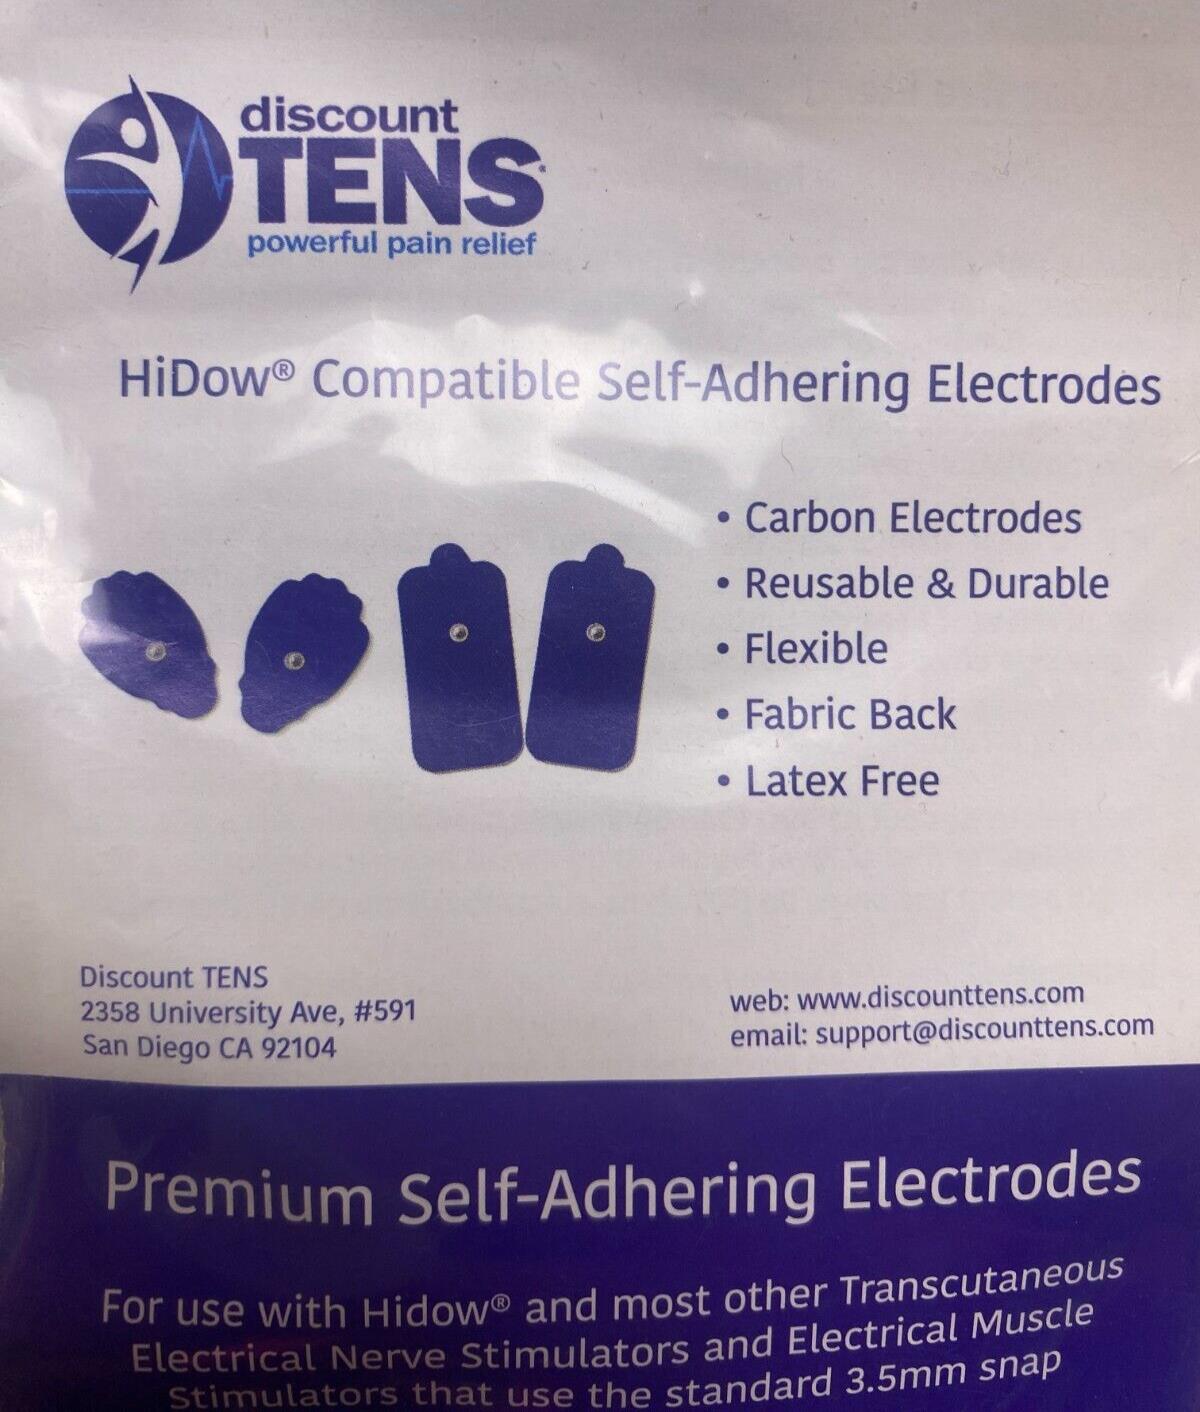 discount
TENS
powerful pain relief
HiDow® Compatible Self-Adhering Electrodes
• Carbon Electrodes
• Reusable & Durable
• Flexible
• Fabric Back
• Latex Free
Discount TENS
2358 University Ave, #591
San Diego CA 92104
web: www.discounttens.com
email: support@discounttens.com
Premium Self-Adhering Electrodes
For use with Hidow® and most other Transcutaneous
Electrical Nerve Stimulators and Electrical Muscle
Stimulators that use the standard 3.5mm snap